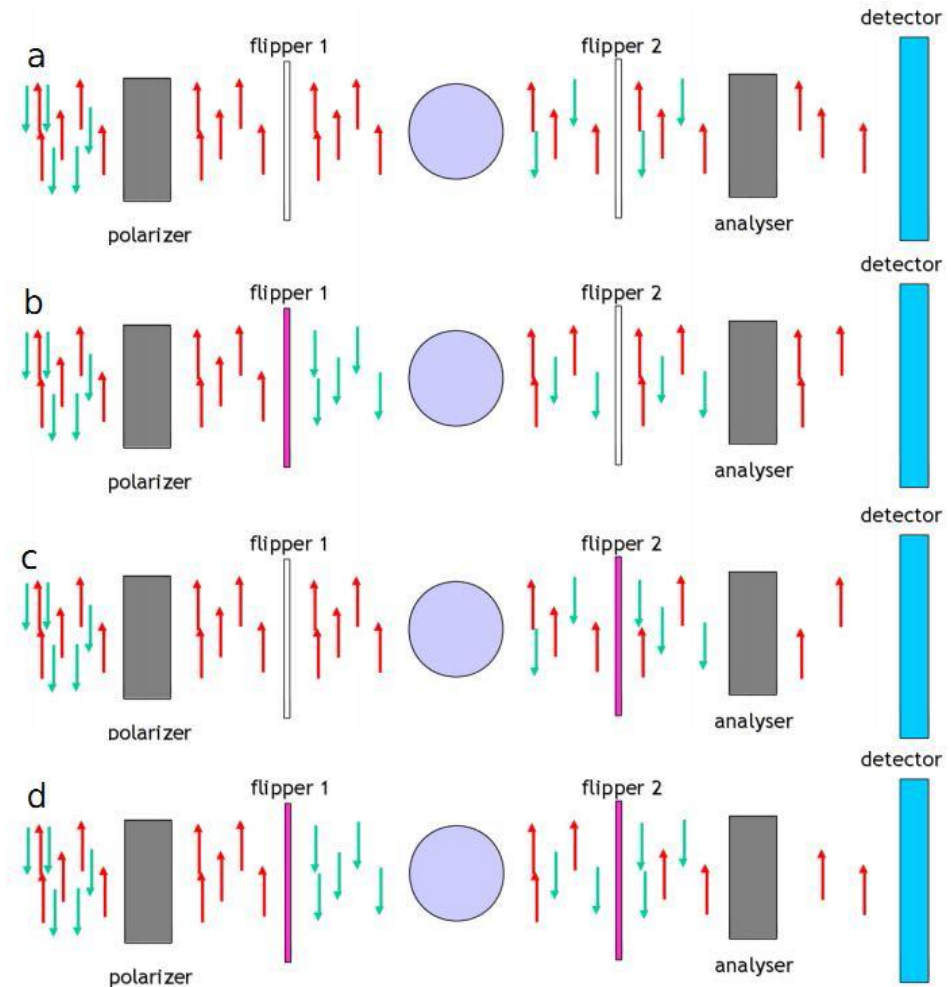 detector
a
flipper 1
flipper 2
polarizer
analyser
detector
b
flipper 1
flipper 2
polarizer
analyser
detector
c
flipper 1
flipper 2
polarizer
analyser
detector
d
flipper 1
flipper 2
polarizer
analyser